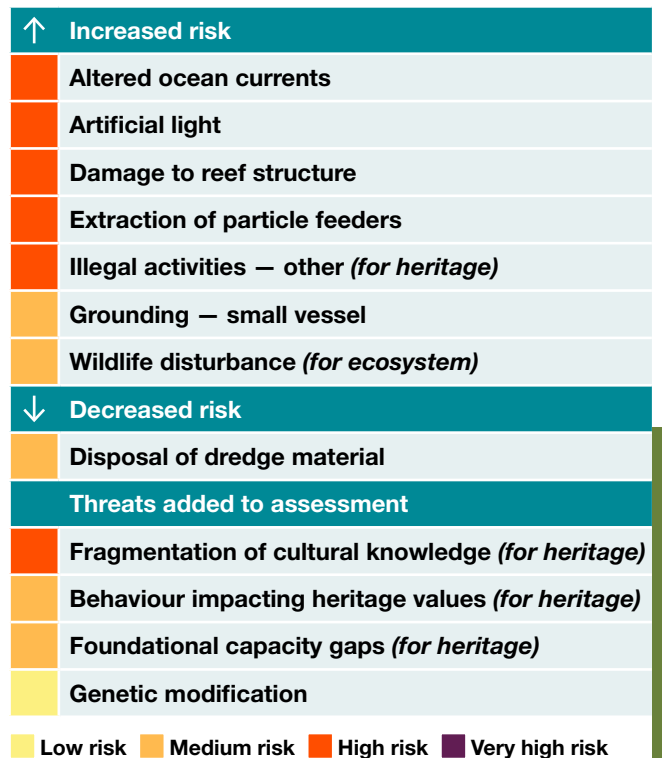 ↑ Increased risk
Altered ocean currents
Artificial light
Damage to reef structure
Extraction of particle feeders
Illegal activities — other (for heritage)
Grounding — small vessel
Wildlife disturbance (for ecosystem)
↓ Decreased risk
Disposal of dredge material
Threats added to assessment
Fragmentation of cultural knowledge (for heritage)
Behaviour impacting heritage values (for heritage)
Foundational capacity gaps (for heritage)
Genetic modification
Low risk Medium risk High risk Very high risk